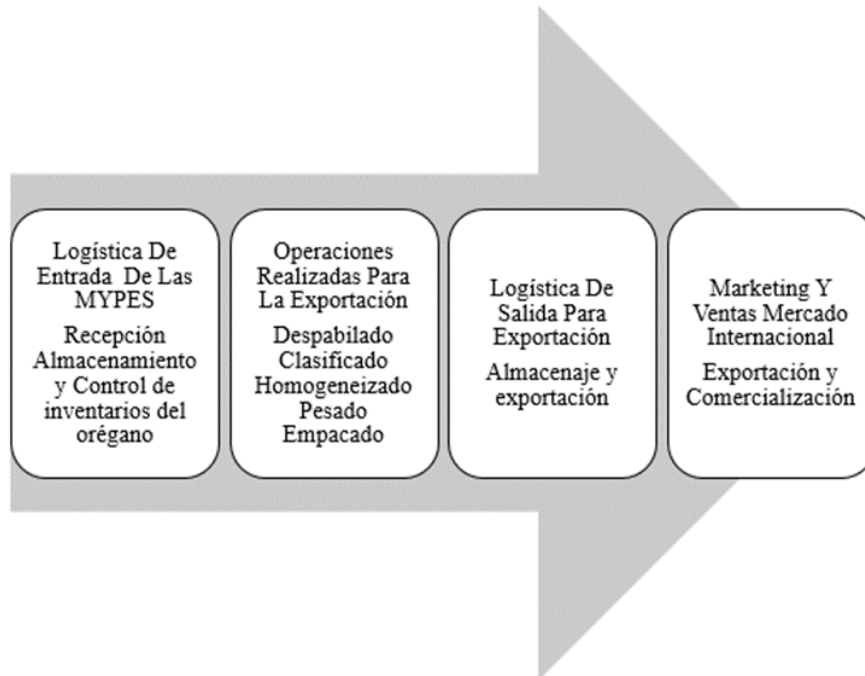 Logística De
Entrada De Las
MYPES
Recepción
Almacenamiento
y Control de
inventarios del
orégano
Operaciones
Realizadas Para
La Exportación
Despabilado
Clasificado
Homogeneizado
Pesado
Empacado
Logística De
Salida Para
Exportación
Almacenaje y
exportación
Marketing Y
Ventas Mercado
Internacional
Exportación y
Comercialización